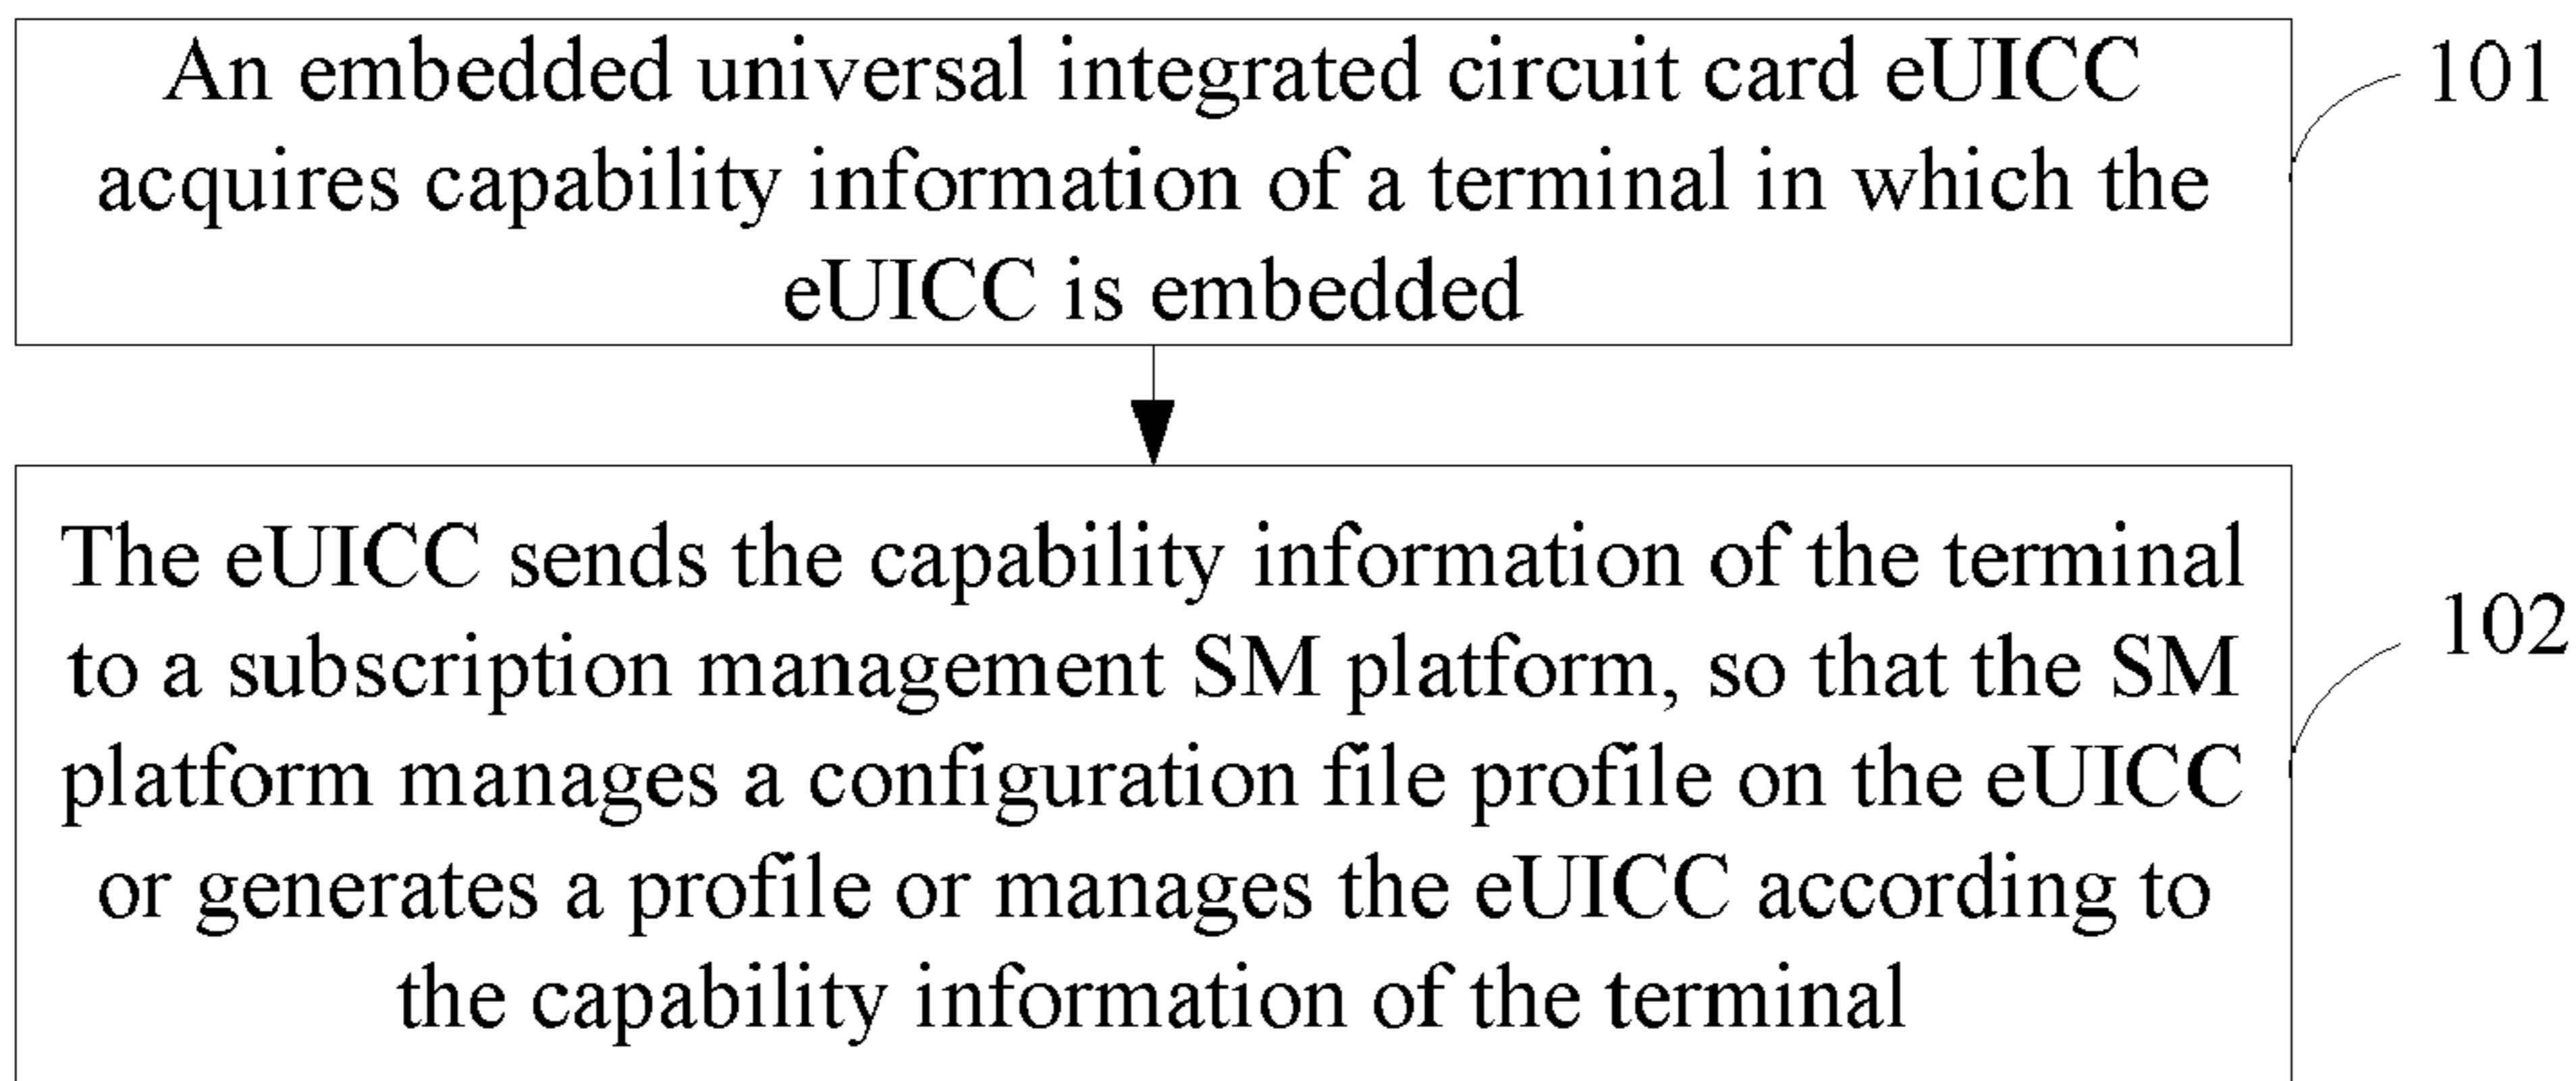 An embedded universal integrated circuit card eUICC
acquires capability information of a terminal in which the
eUICC is embedded
101
The eUICC sends the capability information of the terminal
to a subscription management SM platform, so that the SM
platform manages a configuration file profile on the eUICC
or generates a profile or manages the eUICC according to
the capability information of the terminal
102